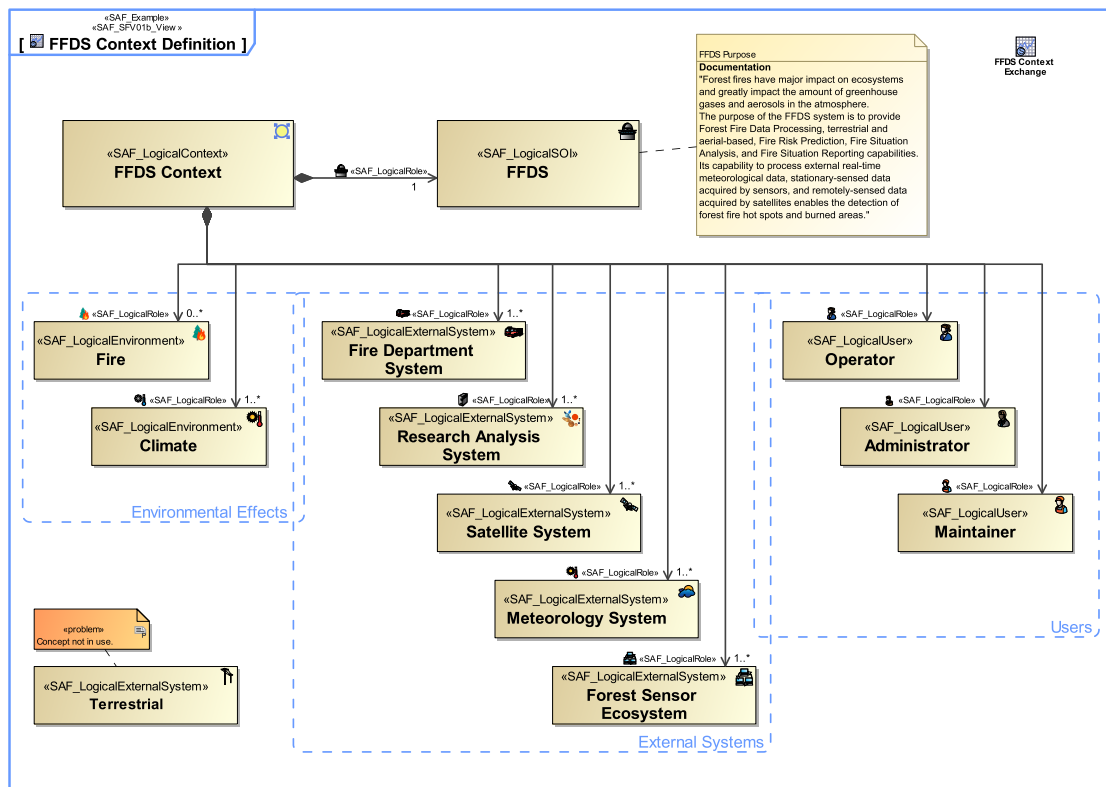 «SAF_Example»
«SAF_SFV01b_View »
[ FFDS Context Definition ]
FFDS Context
Exchange
FFDS Purpose
Documentation
"Forest fires have major impact on ecosystems
and greatly impact the amount of greenhouse
gases and aerosols in the atmosphere.
The purpose of the FFDS system is to provide
Forest Fire Data Processing, terrestrial and
aerial-based, Fire Risk Prediction, Fire Situation
Analysis, and Fire Situation Reporting capabilities.
Its capability to process external real-time
meteorological data, stationary-sensed data
acquired by sensors, and remotely-sensed data
acquired by satellites enables the detection of
forest fire hot spots and burned areas."
«SAF_LogicalContext»
FFDS Context
«SAF_LogicalRole»
1
«SAF_LogicalSOI»
FFDS
«SAF_LogicalRole» 0..*
«SAF_LogicalEnvironment»
Fire
«SAF_LogicalRole» 1..*
«SAF_LogicalEnvironment»
Climate
Environmental Effects
«SAF_LogicalRole» 1..*
«SAF_LogicalExternalSystem»
Fire Department
System
«SAF_LogicalRole» 1..*
«SAF_LogicalExternalSystem»
Research Analysis
System
«SAF_LogicalRole» 1..*
«SAF_LogicalExternalSystem»
Satellite System
«SAF_LogicalRole» 1..*
«SAF_LogicalExternalSystem»
Meteorology System
«SAF_LogicalRole» 1..*
«SAF_LogicalExternalSystem»
Forest Sensor
Ecosystem
External Systems
«SAF_LogicalRole»
«SAF_LogicalUser»
Operator
«SAF_LogicalRole»
«SAF_LogicalUser»
Administrator
«SAF_LogicalRole»
«SAF_LogicalUser»
Maintainer
Users
«problem»
Concept not in use.
«SAF_LogicalExternalSystem»
Terrestrial